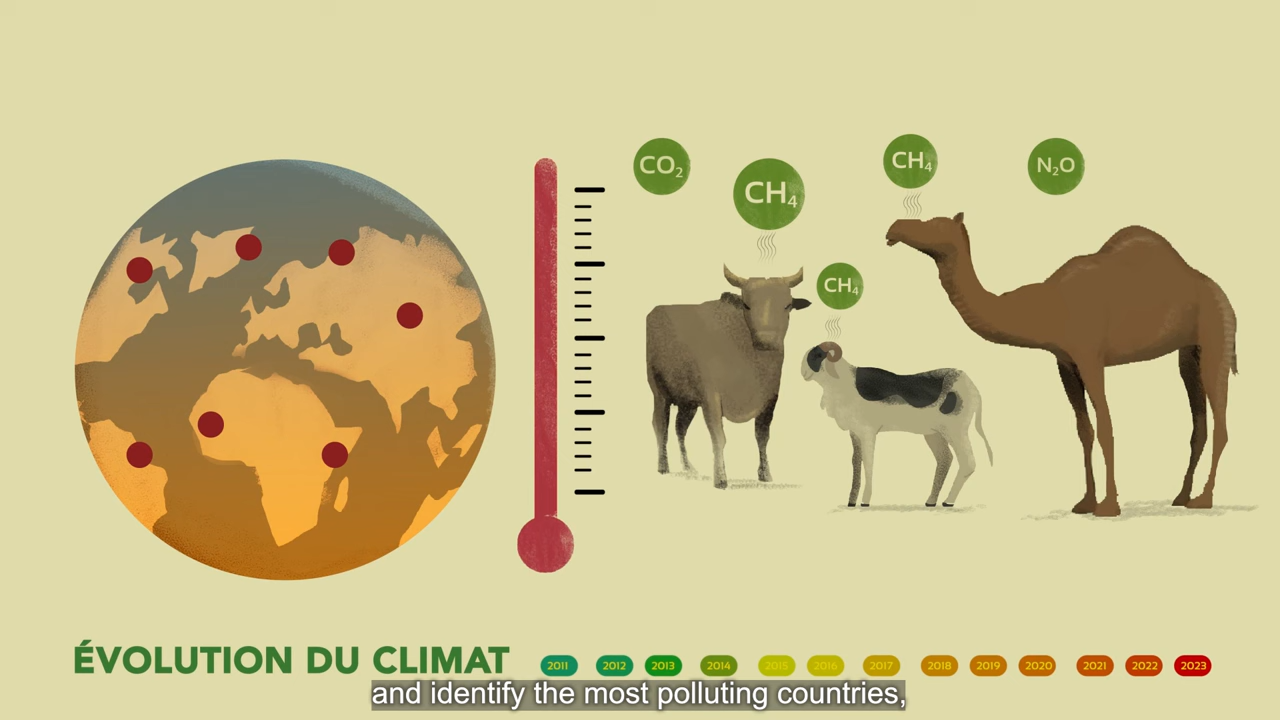 CO₂
CH₄
CH₄
N₂O
CH₄
ÉVOLUTION DU CLIMAT
2011 2012 2013 2014 2015 2016 2017 2018 2019 2020 2021 2022 2023
and identify the most polluting countries,